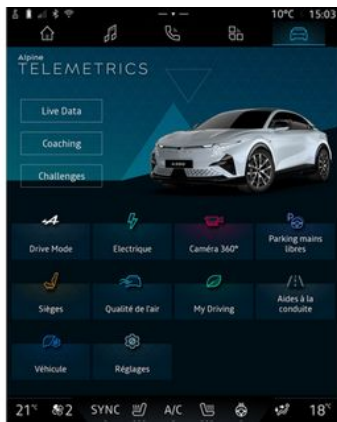 10°C 15:03
Alpine
TELEMETRICS
Live Data
Coaching
Challenges
Drive Mode
Electrique
Caméra 360°
Parking mains
libres
Sièges
Qualité de l'air
My Driving
Aides à la
conduite
Véhicule
Réglages
21°C 2 SYNC A/C 18°C